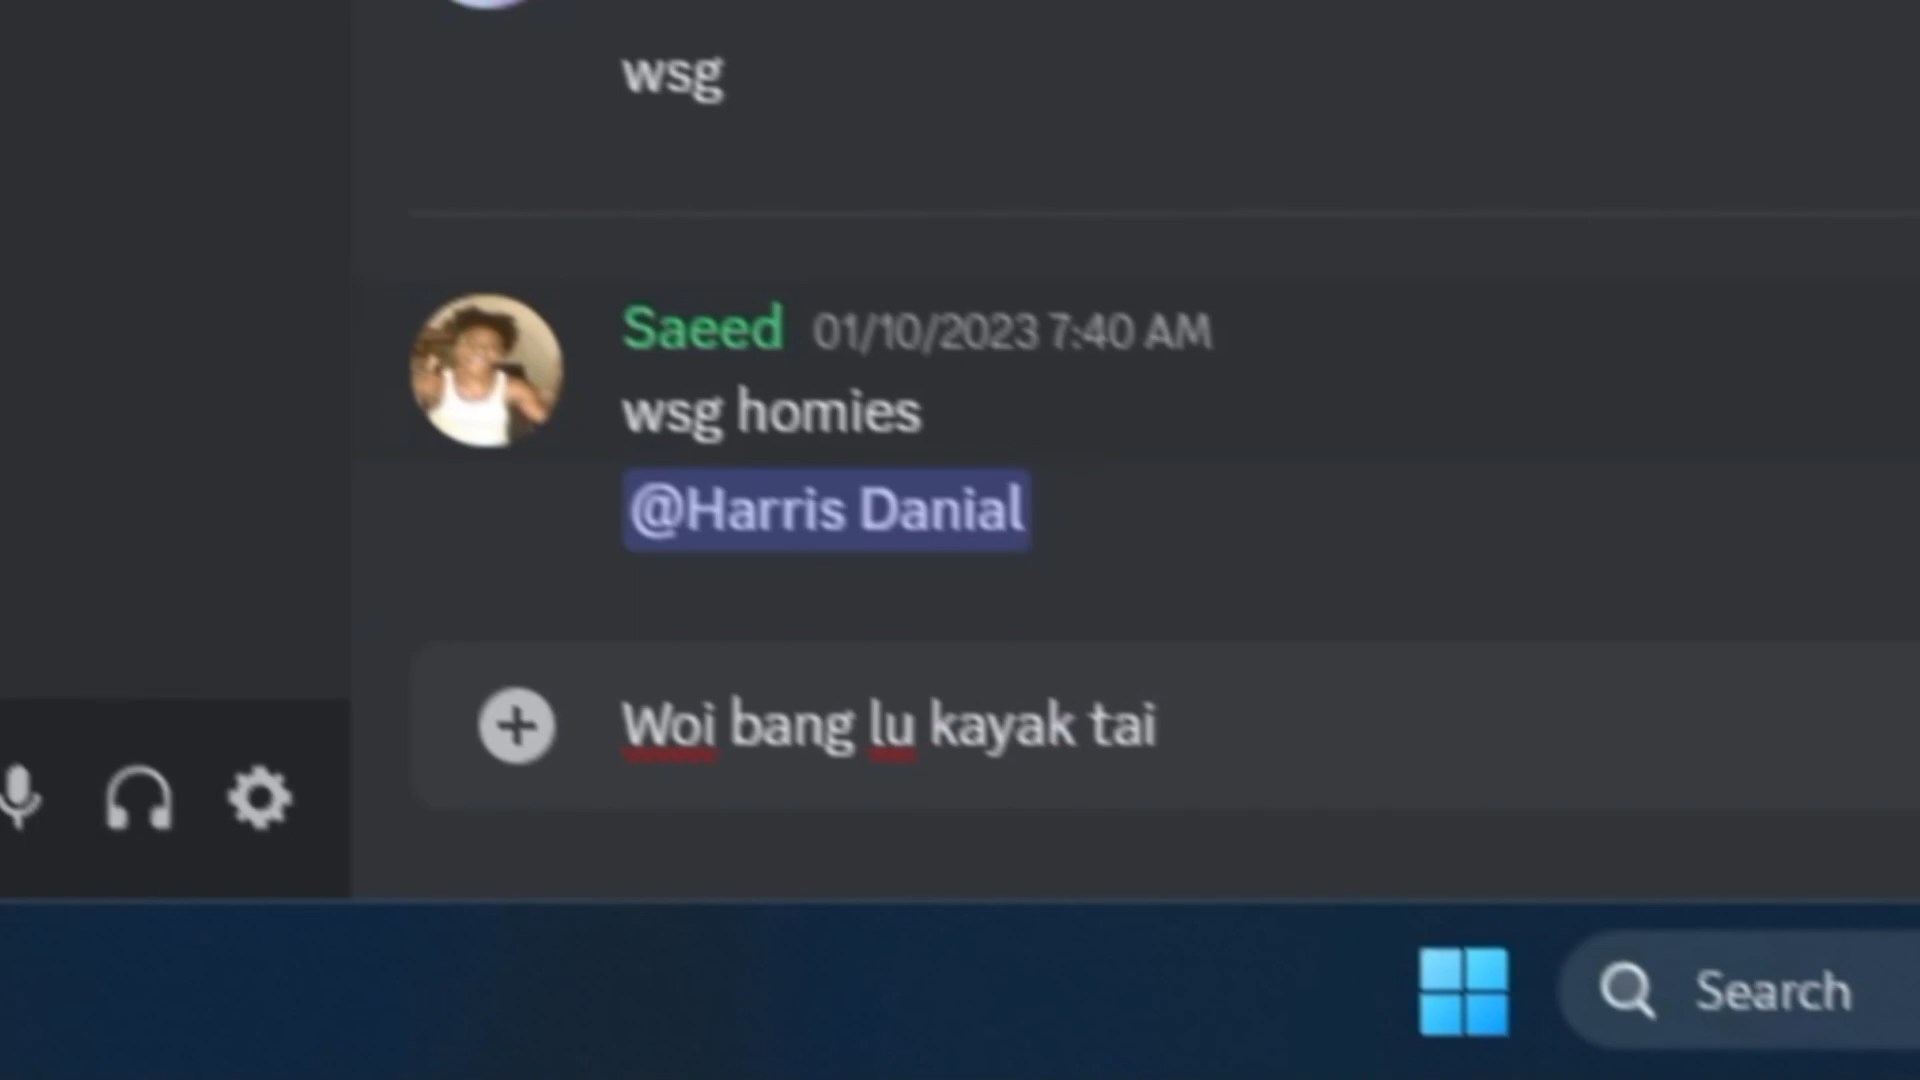 wsg
Saeed 01/10/2023 7:40 AM
wsg homies
@Harris Danial
Woi bang lu kayak tai
Search